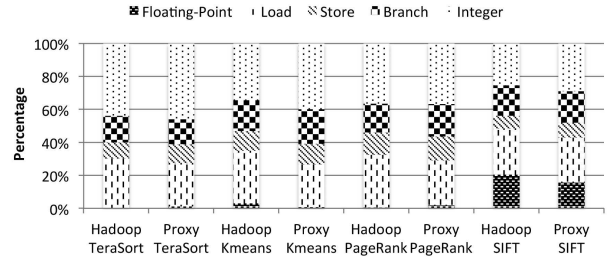 Floating-Point Load Store Branch Integer
100%
80%
60%
40%
20%
0%
Percentage
Hadoop TeraSort
Proxy TeraSort
Hadoop Kmeans
Proxy Kmeans
Hadoop PageRank
Proxy PageRank
Hadoop SIFT
Proxy SIFT